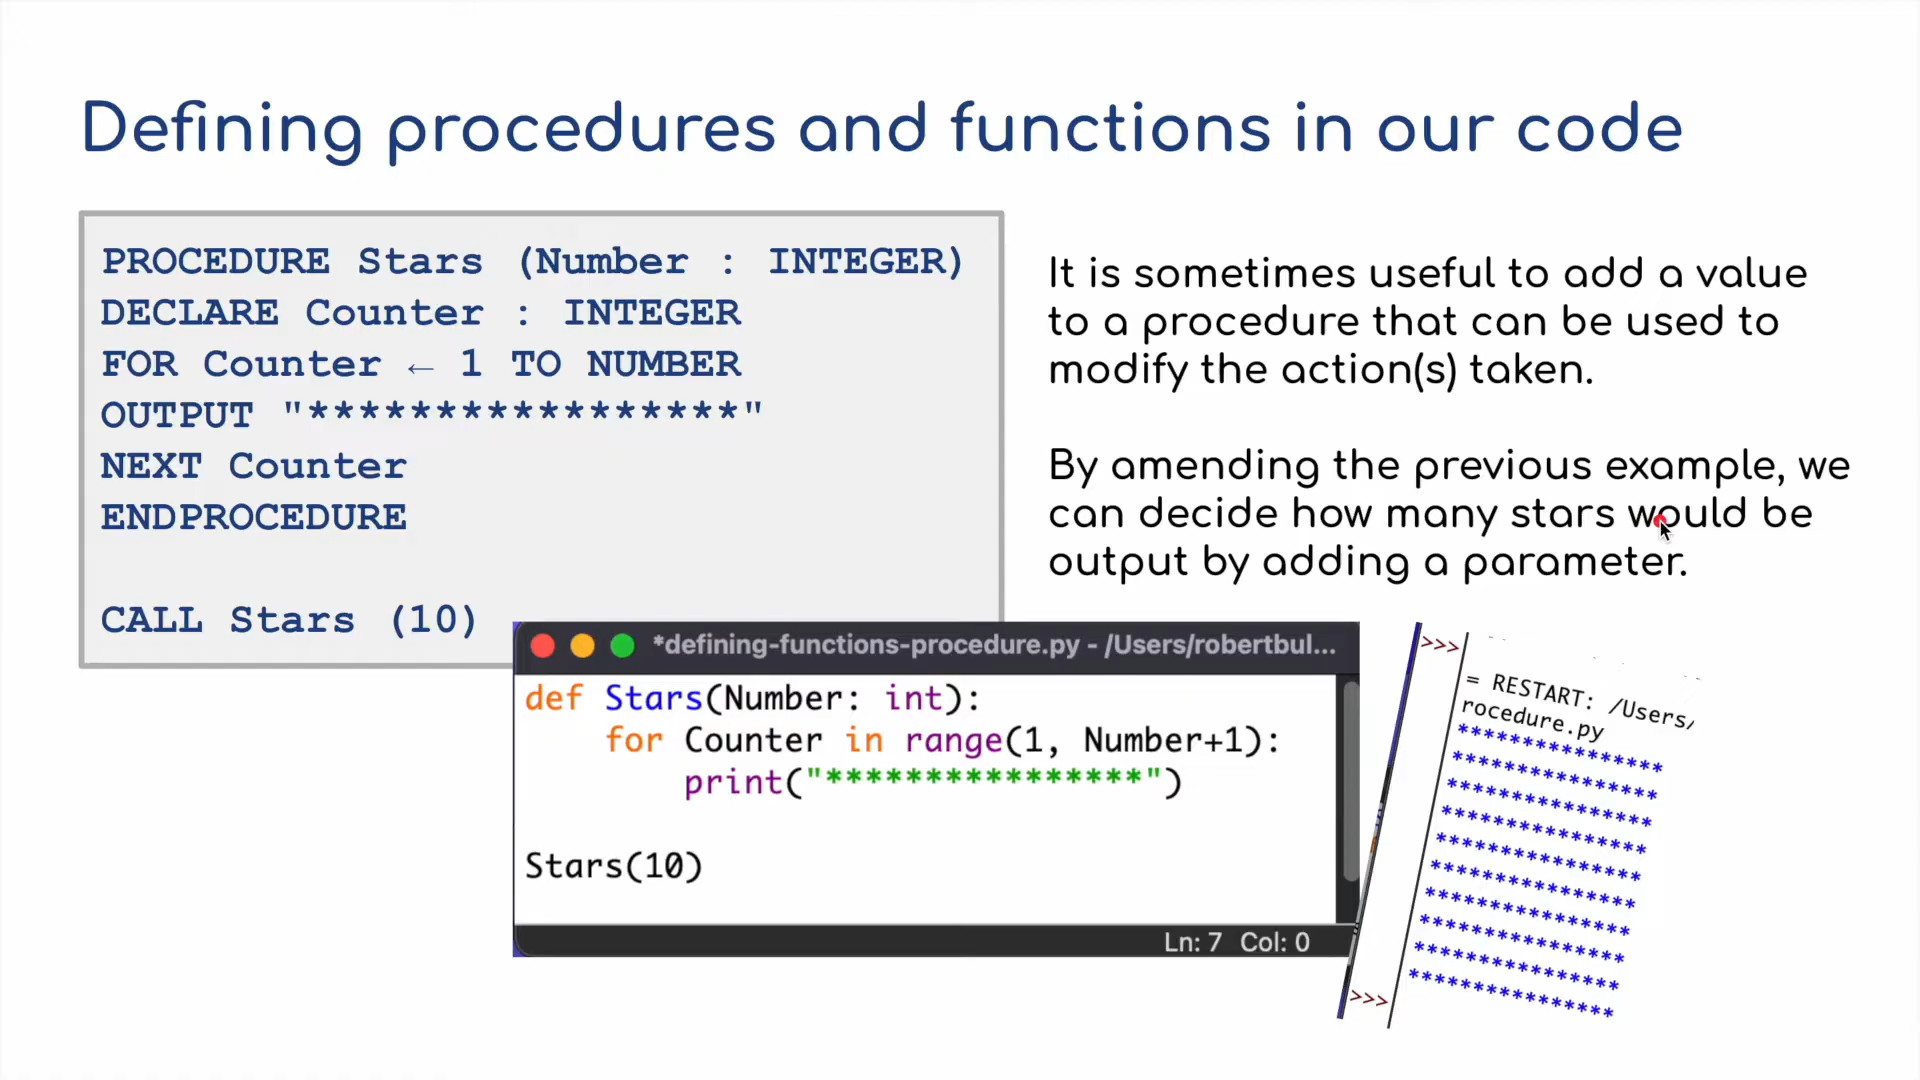 Defining procedures and functions in our code
PROCEDURE Stars (Number : INTEGER)
DECLARE Counter : INTEGER
FOR Counter ← 1 TO NUMBER
OUTPUT "*****************"
NEXT Counter
ENDPROCEDURE
CALL Stars (10)
It is sometimes useful to add a value
to a procedure that can be used to
modify the action(s) taken.
By amending the previous example, we
can decide how many stars would be
output by adding a parameter.
*defining-functions-procedure.py - /Users/robertbul...
def Stars(Number: int):
for Counter in range(1, Number+1):
print("****************")
Stars(10)
Ln: 7 Col: 0
>>>
= RESTART: /Users/
rocedure.py
****************
****************
****************
****************
****************
****************
****************
****************
****************
****************
>>>